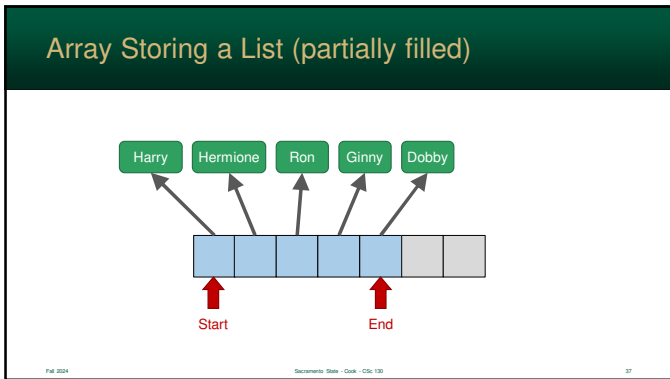 Array Storing a List (partially filled)
Harry Hermione Ron Ginny Dobby
Start End
Fall 2024 Sacramento State - Cook - CSc 130 37